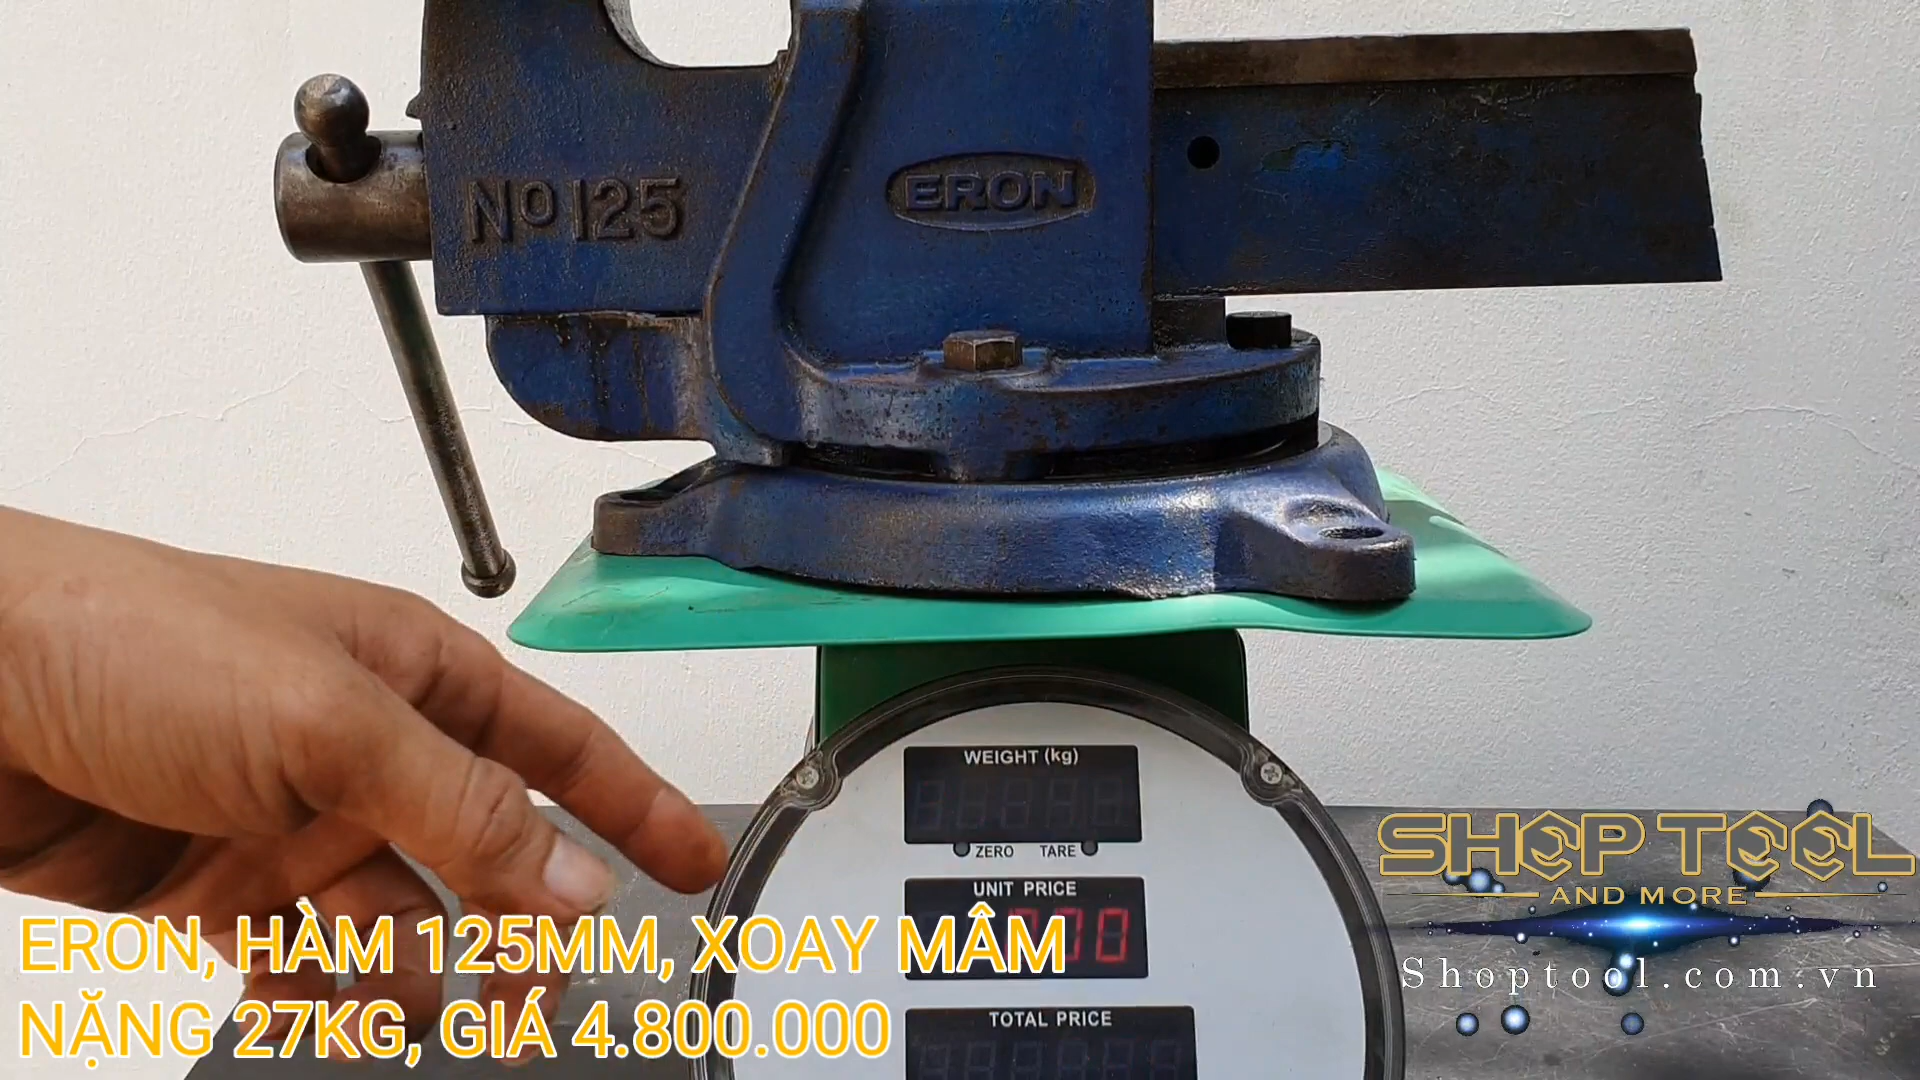 No 125
ERON
WEIGHT (kg)
ZERO TARE
UNIT PRICE
TOTAL PRICE
SHOP TOOL
AND MORE
Shoptool.com.vn
ERON, HÀM 125MM, XOAY MÂM
NẶNG 27KG, GIÁ 4.800.000